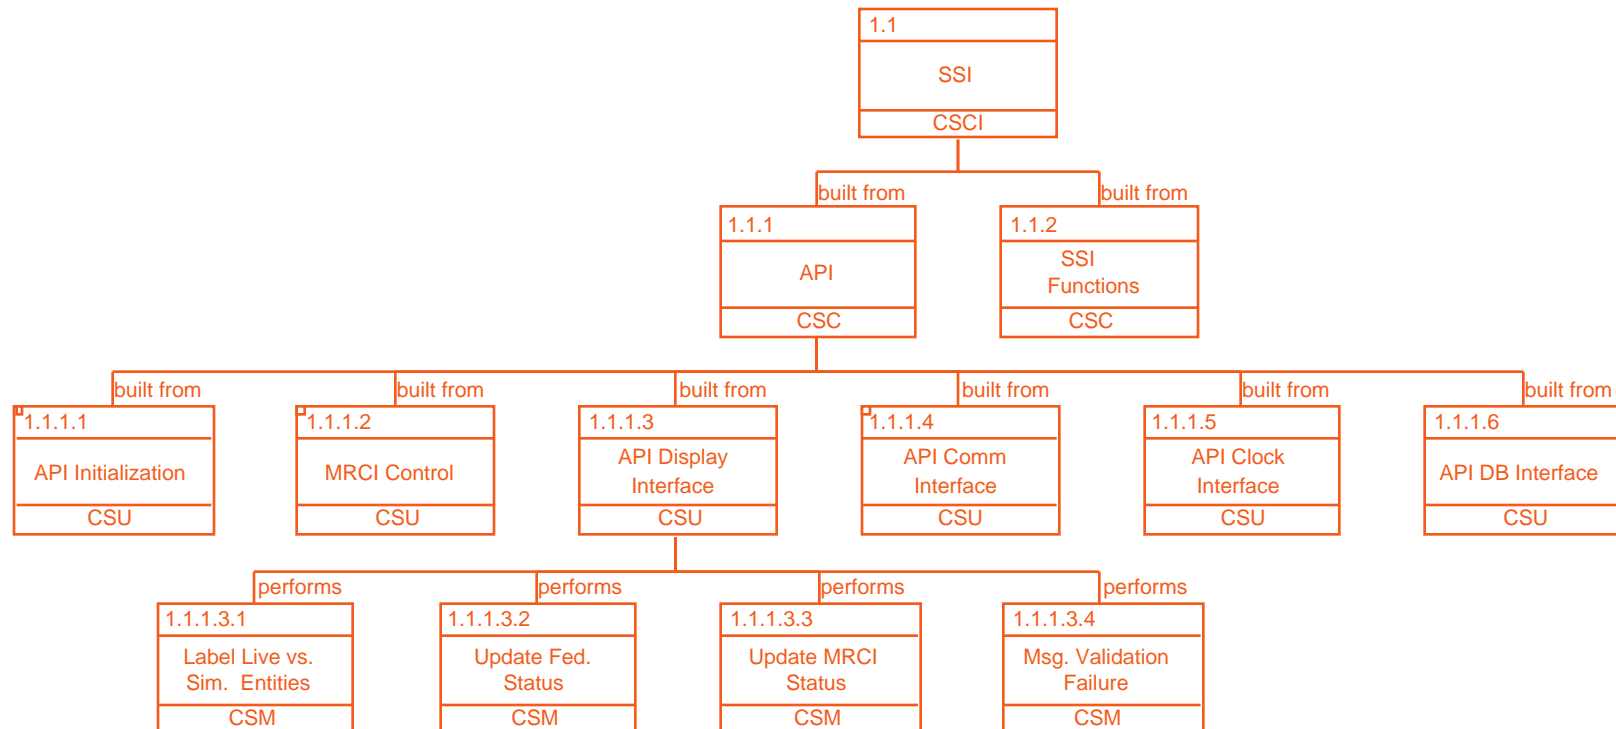 1.1
SSI
CSCI
built from
built from
1.1.1
API
CSC
1.1.2
SSI
Functions
CSC
built from
built from
built from
built from
built from
built from
1.1.1.1
API Initialization
CSU
1.1.1.2
MRCI Control
CSU
1.1.1.3
API Display
Interface
CSU
1.1.1.4
API Comm
Interface
CSU
1.1.1.5
API Clock
Interface
CSU
1.1.1.6
API DB Interface
CSU
performs
performs
performs
performs
1.1.1.3.1
Label Live vs.
Sim. Entities
CSM
1.1.1.3.2
Update Fed.
Status
CSM
1.1.1.3.3
Update MRCI
Status
CSM
1.1.1.3.4
Msg. Validation
Failure
CSM